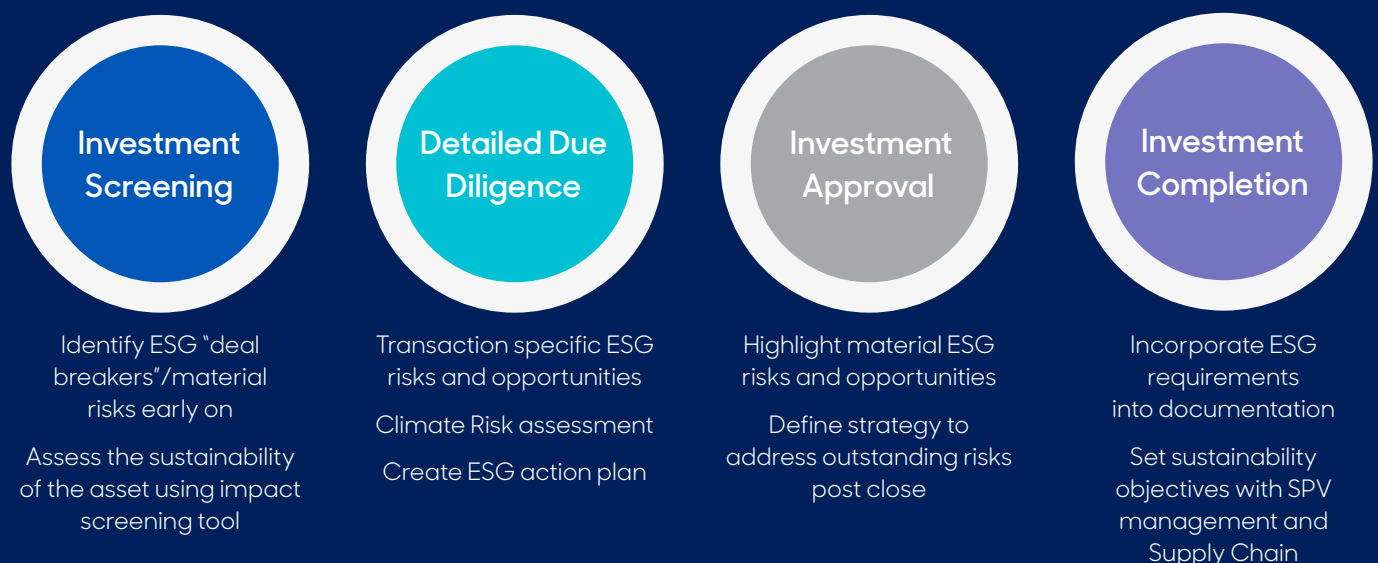 Investment
Screening
Identify ESG “deal
breakers”/material
risks early on
Assess the sustainability
of the asset using impact
screening tool
Detailed Due
Diligence
Transaction specific ESG
risks and opportunities
Climate Risk assessment
Create ESG action plan
Investment
Approval
Highlight material ESG
risks and opportunities
Define strategy to
address outstanding risks
post close
Investment
Completion
Incorporate ESG
requirements
into documentation
Set sustainability
objectives with SPV
management and
Supply Chain